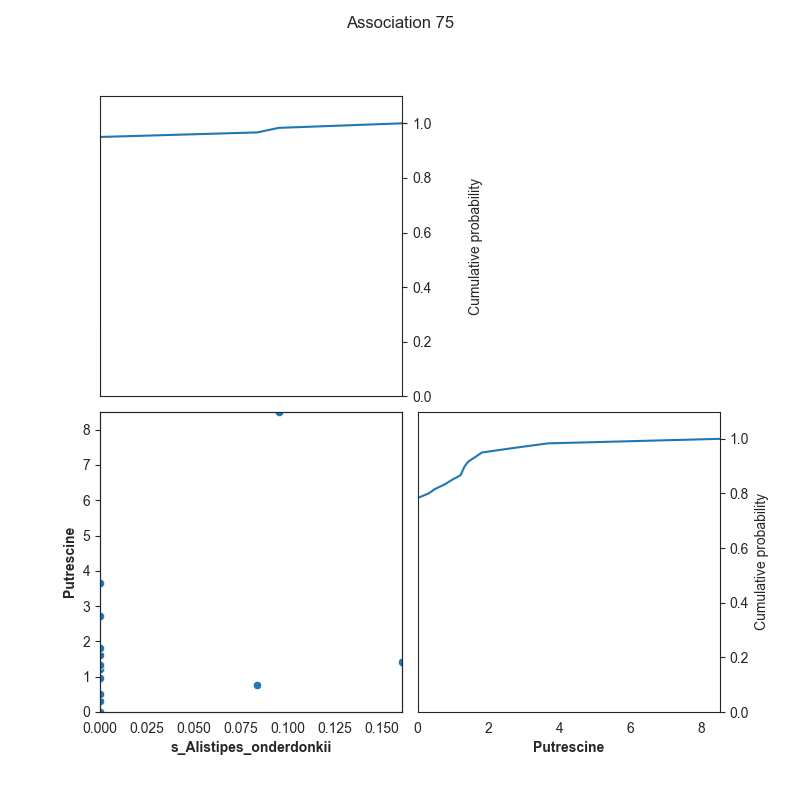 Association 75
1.0
0.8
0.6
0.4
0.2
0.0
Cumulative probability
8
7
6
5
4
3
2
1
0
Putrescine
0.000 0.025 0.050 0.075 0.100 0.125 0.150
s_Alistipes_onderdonkii
1.0
0.8
0.6
0.4
0.2
0.0
Cumulative probability
0 2 4 6 8
Putrescine